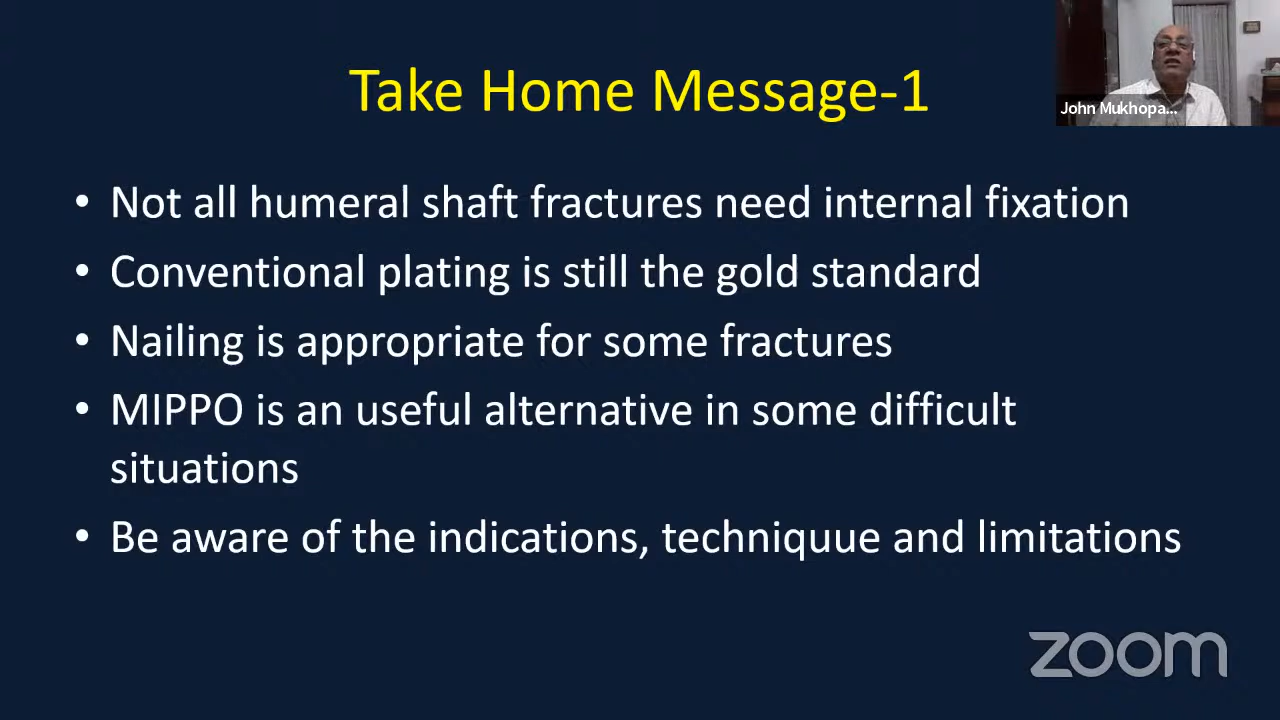 Take Home Message-1
John Mukhopa...
• Not all humeral shaft fractures need internal fixation
• Conventional plating is still the gold standard
• Nailing is appropriate for some fractures
• MIPPO is an useful alternative in some difficult
situations
• Be aware of the indications, techniquue and limitations
zoom